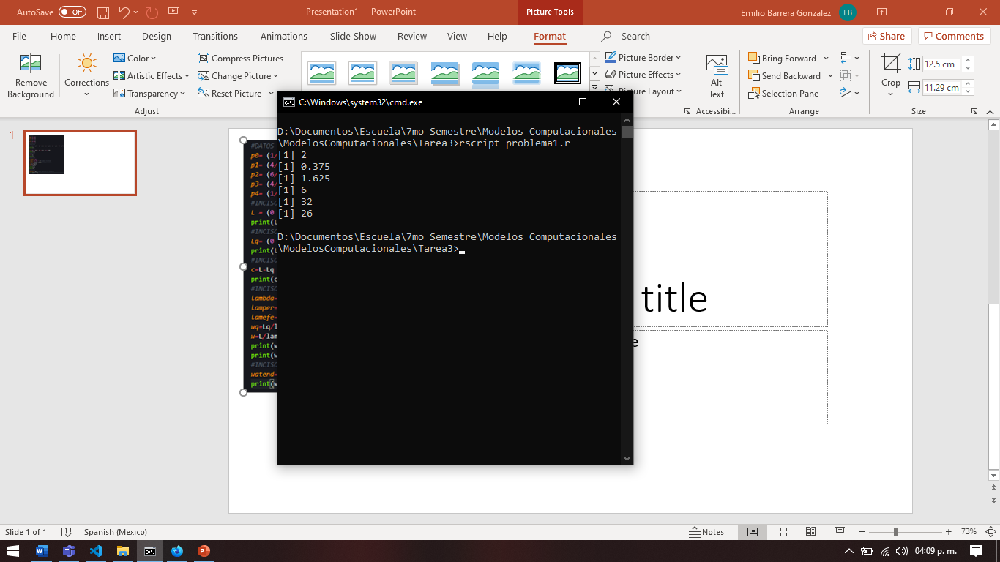 AutoSave Off Presentation1 - PowerPoint Picture Tools Emilio Barrera Gonzalez EB
File Home Insert Design Transitions Animations Slide Show Review View Help Format Search Share Comments
Remove Background
Corrections
Color
Artistic Effects
Transparency
Compress Pictures
Change Picture
Reset Picture
Adjust
Picture Border
Picture Effects
Picture Layout
Alt Text
Accessibili...
Bring Forward
Send Backward
Selection Pane
Arrange
Crop
12.5 cm
11.29 cm
Size
1
#DATOS
p0= (1/
p1= (4/
p2= (6/
p3= (4/
p4= (1/
#INCISO
L = (0
print(L
#INCISO
Lq= (0
print(L
#INCISO
c=L-Lq
print(c
#INCISO
lambda=
lamper=
lamefe=
wq=Lq/l
w=L/lam
print(w
print(w
#INCISO
watend=
print(w
C:\Windows\system32\cmd.exe
D:\Documentos\Escuela\7mo Semestre\Modelos Computacionales
\ModelosComputacionales\Tarea3>rscript problema1.r
[1] 2
[1] 0.375
[1] 1.625
[1] 6
[1] 32
[1] 26
D:\Documentos\Escuela\7mo Semestre\Modelos Computacionales
\ModelosComputacionales\Tarea3>
title
e
Slide 1 of 1 Spanish (Mexico) Notes 73%
04:09 p. m.